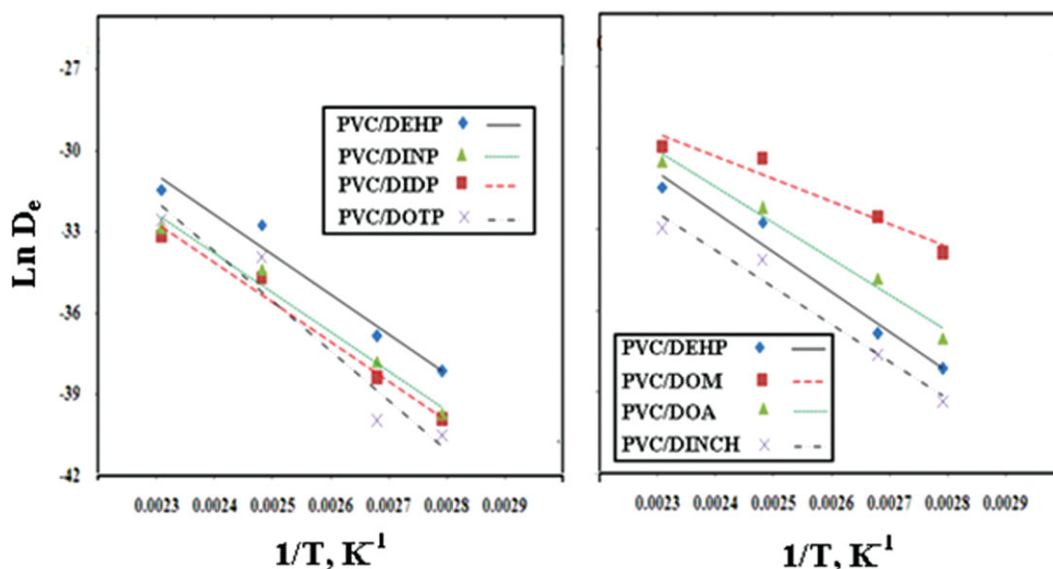 Ln Dₑ
-27
-30
-33
-36
-39
-42
PVC/DEHP
PVC/DINP
PVC/DIDP
PVC/DOTP
0.0023 0.0024 0.0025 0.0026 0.0027 0.0028 0.0029
1/T, K⁻¹
PVC/DEHP
PVC/DOM
PVC/DOA
PVC/DINCH
0.0023 0.0024 0.0025 0.0026 0.0027 0.0028 0.0029
1/T, K⁻¹